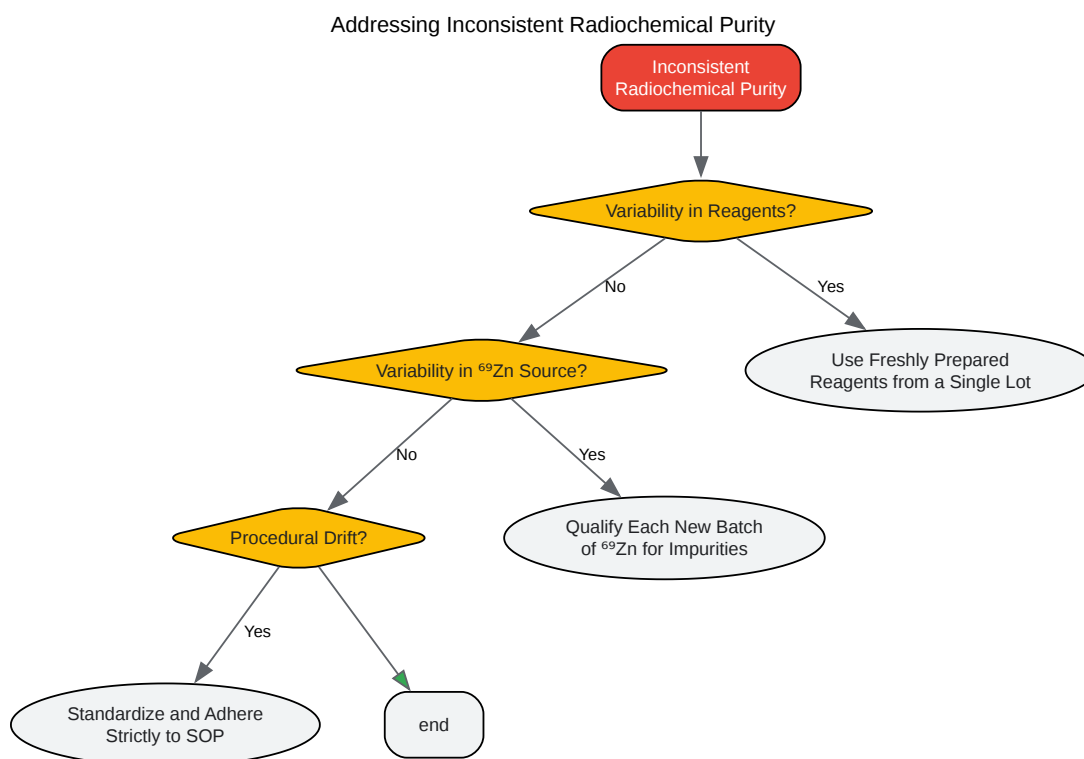 Addressing Inconsistent Radiochemical Purity
Inconsistent
Radiochemical Purity
Variability in Reagents?
No
Yes
Variability in ⁶⁹Zn Source?
Use Freshly Prepared
Reagents from a Single Lot
No
Yes
Procedural Drift?
Qualify Each New Batch
of ⁶⁹Zn for Impurities
Yes
Standardize and Adhere
Strictly to SOP
end